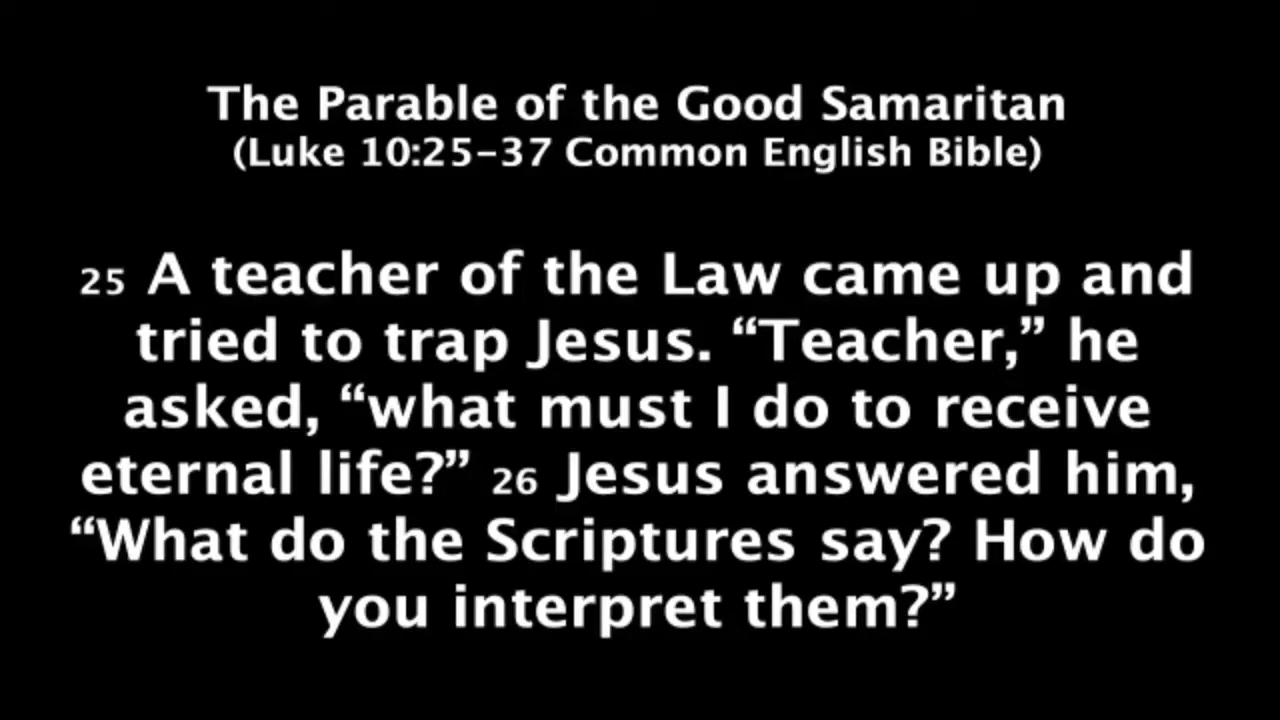 The Parable of the Good Samaritan
(Luke 10:25-37 Common English Bible)
25 A teacher of the Law came up and
tried to trap Jesus. “Teacher,” he
asked, “what must I do to receive
eternal life?” 26 Jesus answered him,
“What do the Scriptures say? How do
you interpret them?”